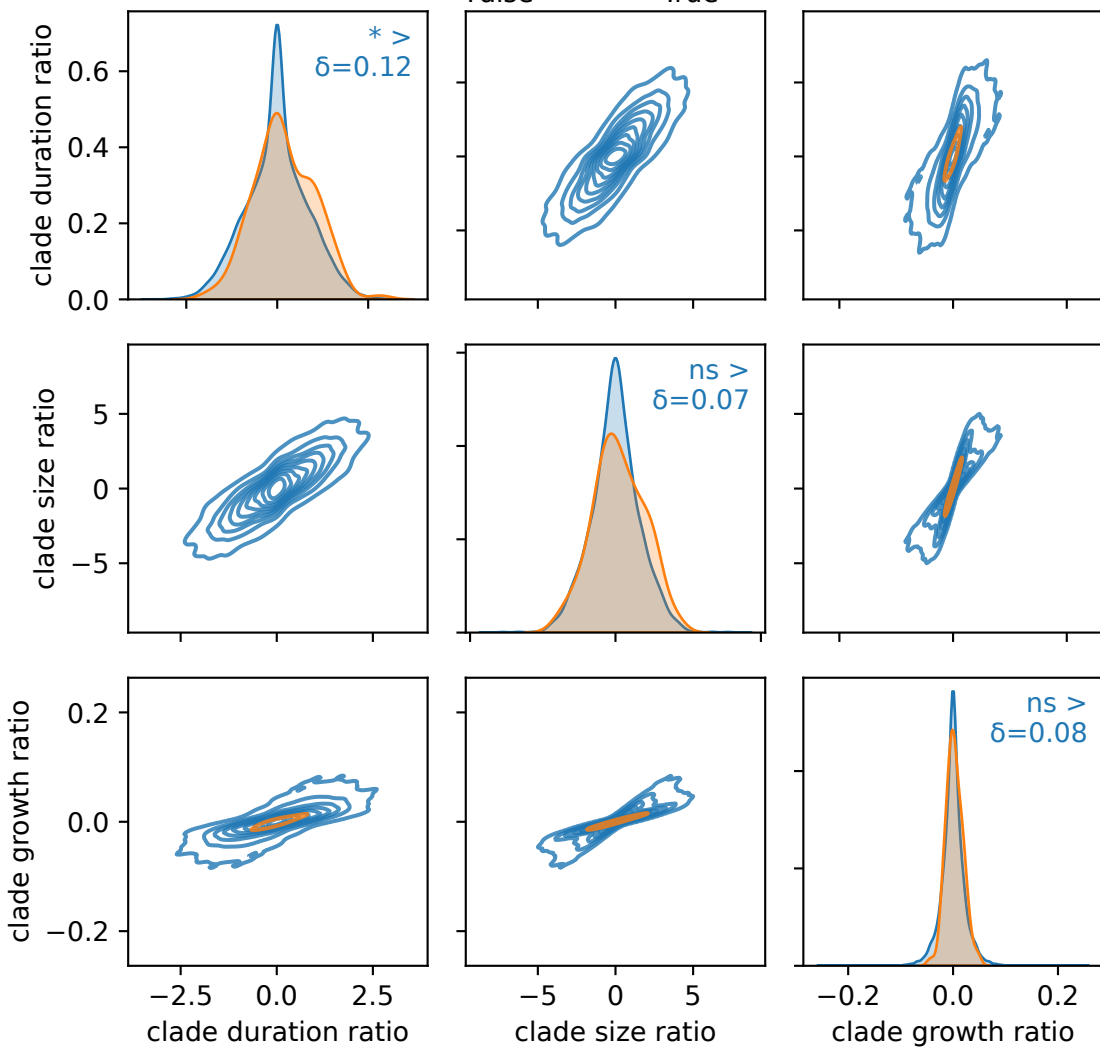 clade duration ratio
0.6
0.4
0.2
0.0
* >
δ=0.12
clade size ratio
5
0
−5
ns >
δ=0.07
clade growth ratio
0.2
0.0
−0.2
ns >
δ=0.08
−2.5 0.0 2.5
−5 0 5
−0.2 0.0 0.2
clade duration ratio
clade size ratio
clade growth ratio